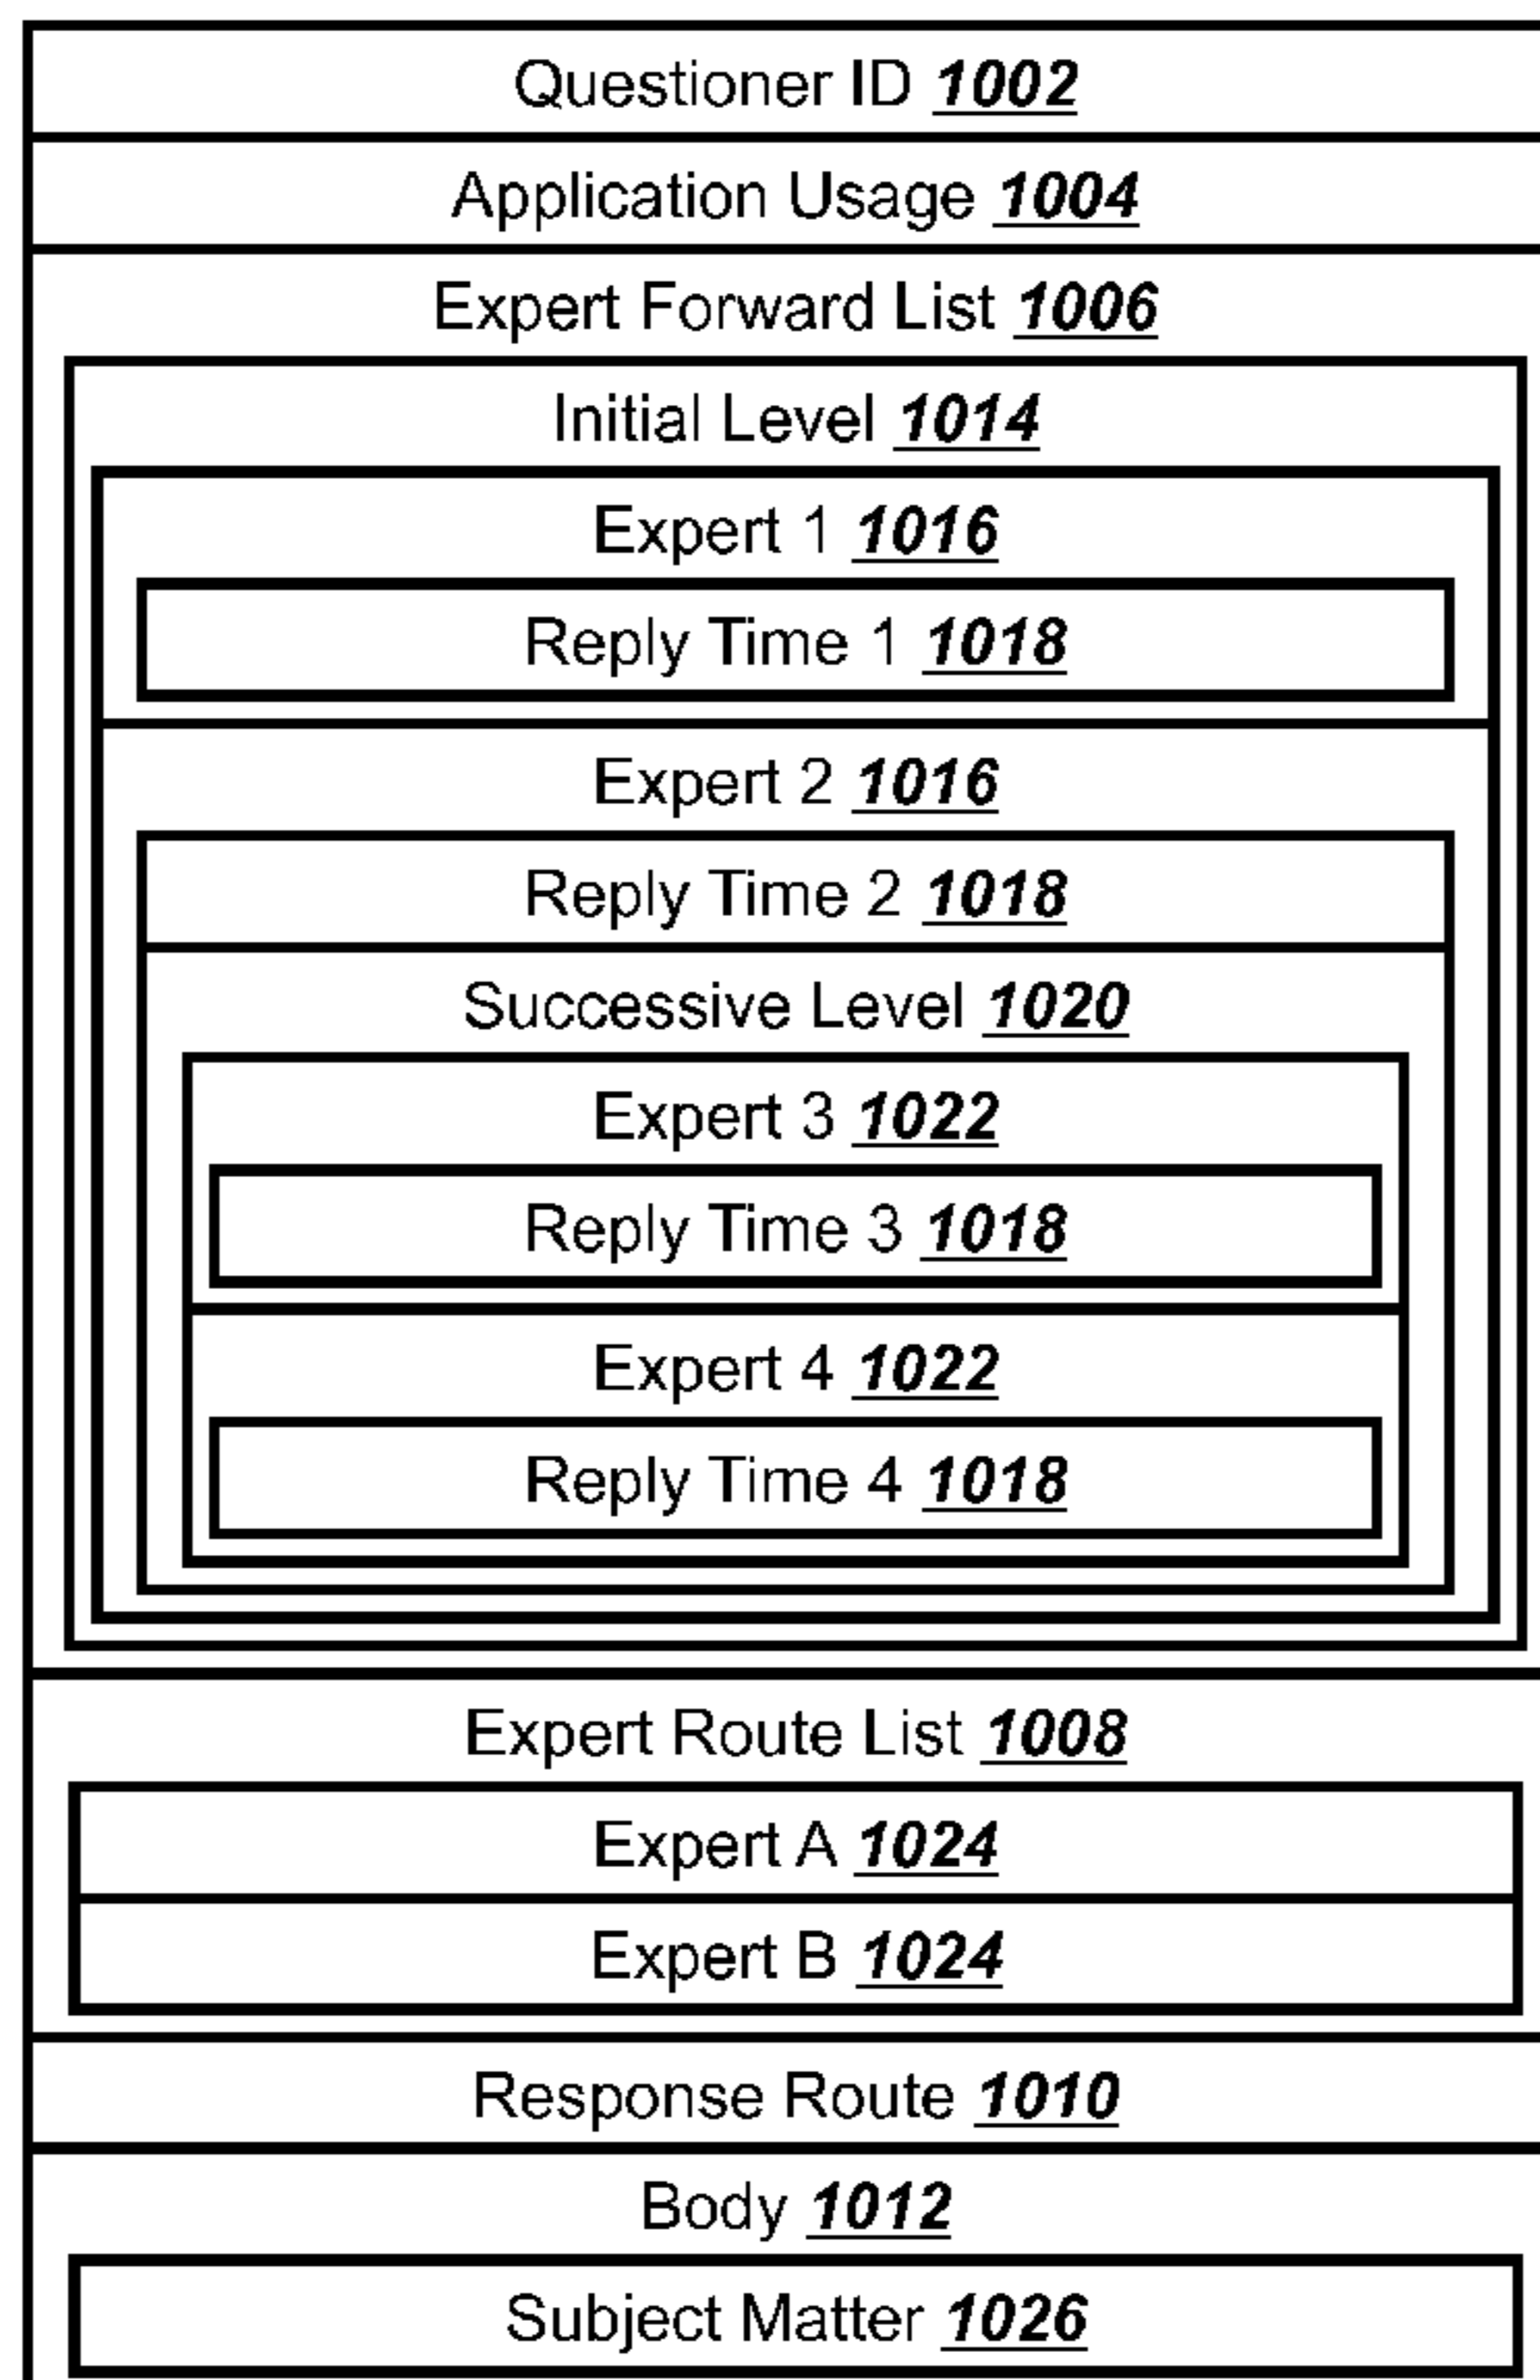 Questioner ID 1002
Application Usage 1004
Expert Forward List 1006
Initial Level 1014
Expert 1 1016
Reply Time 1 1018
Expert 2 1016
Reply Time 2 1018
Successive Level 1020
Expert 3 1022
Reply Time 3 1018
Expert 4 1022
Reply Time 4 1018
Expert Route List 1008
Expert A 1024
Expert B 1024
Response Route 1010
Body 1012
Subject Matter 1026